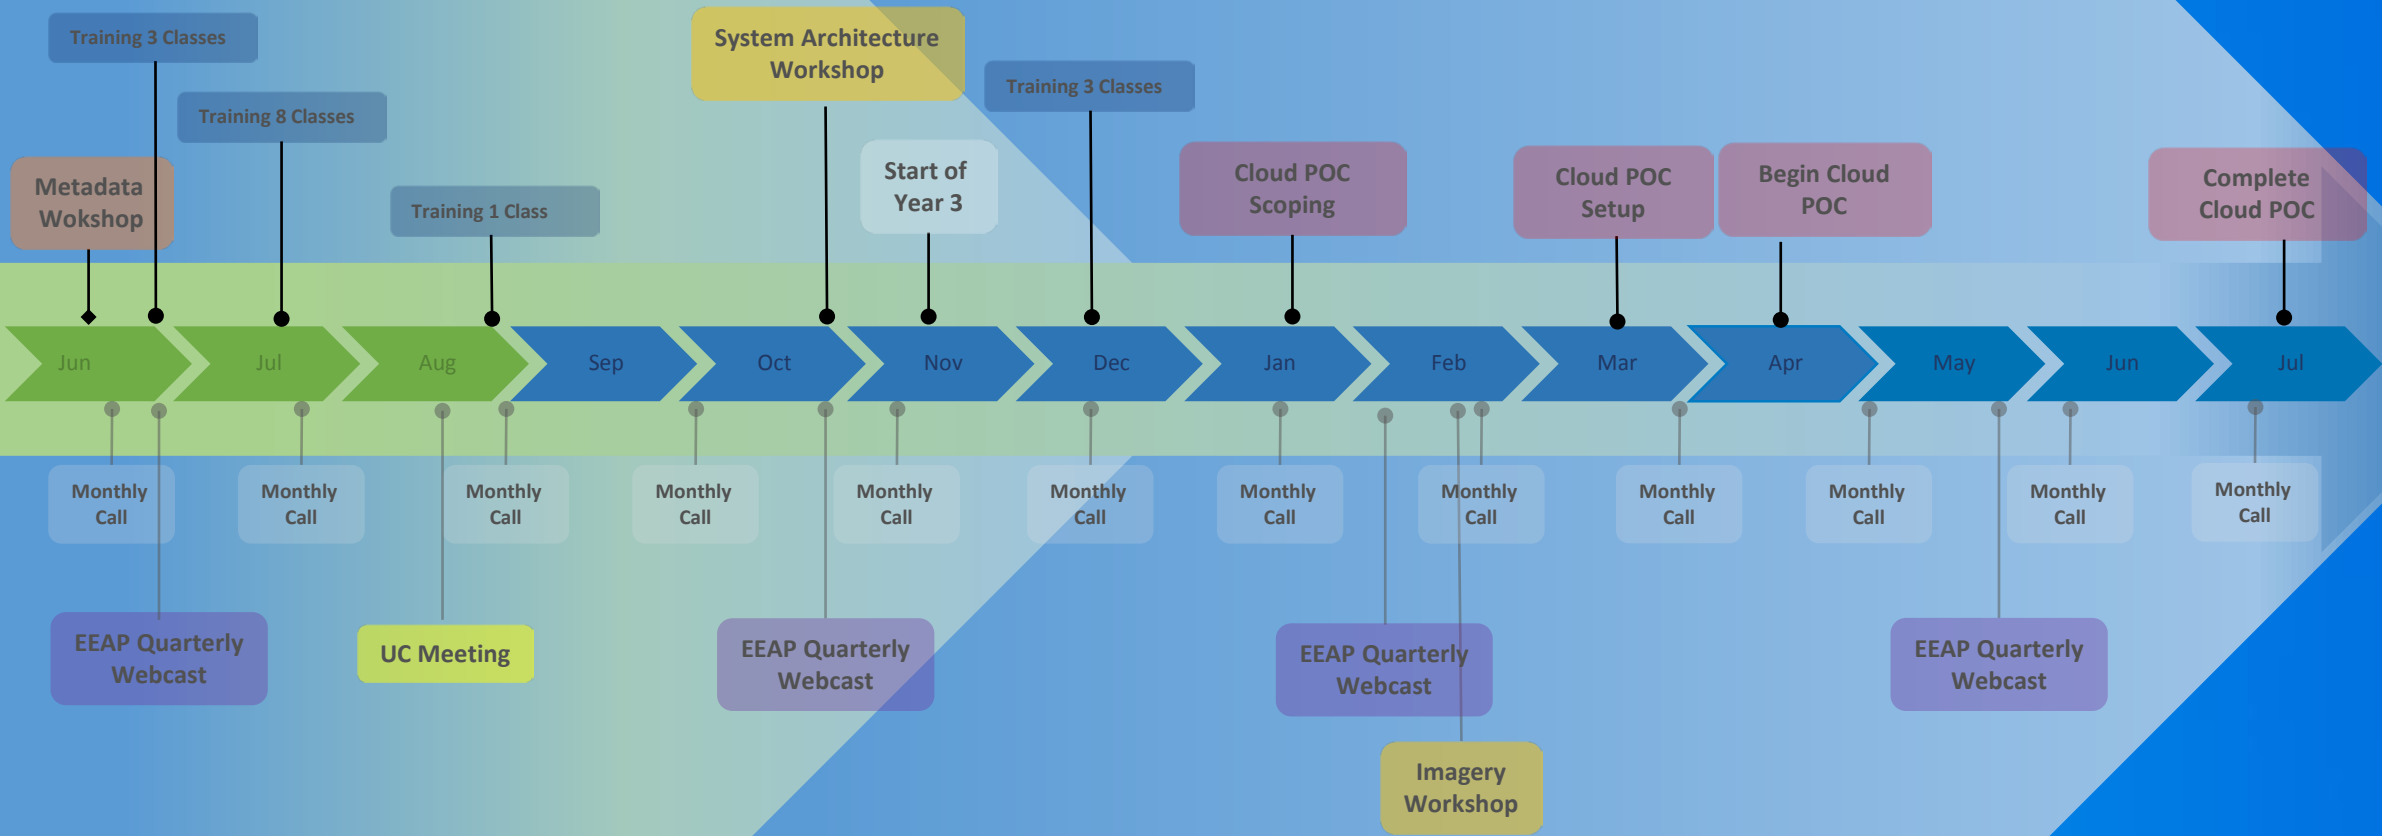 Training 3 Classes
System Architecture
Workshop
Training 3 Classes
Training 8 Classes
Metadata
Wokshop
Training 1 Class
Start of
Year 3
Cloud POC
Scoping
Cloud POC
Setup
Begin Cloud
POC
Complete
Cloud POC
Jun
Jul
Aug
Sep
Oct
Nov
Dec
Jan
Feb
Mar
Apr
May
Jun
Jul
Monthly
Call
Monthly
Call
Monthly
Call
Monthly
Call
Monthly
Call
Monthly
Call
Monthly
Call
Monthly
Call
Monthly
Call
Monthly
Call
Monthly
Call
Monthly
Call
EEAP Quarterly
Webcast
UC Meeting
EEAP Quarterly
Webcast
EEAP Quarterly
Webcast
EEAP Quarterly
Webcast
Imagery
Workshop